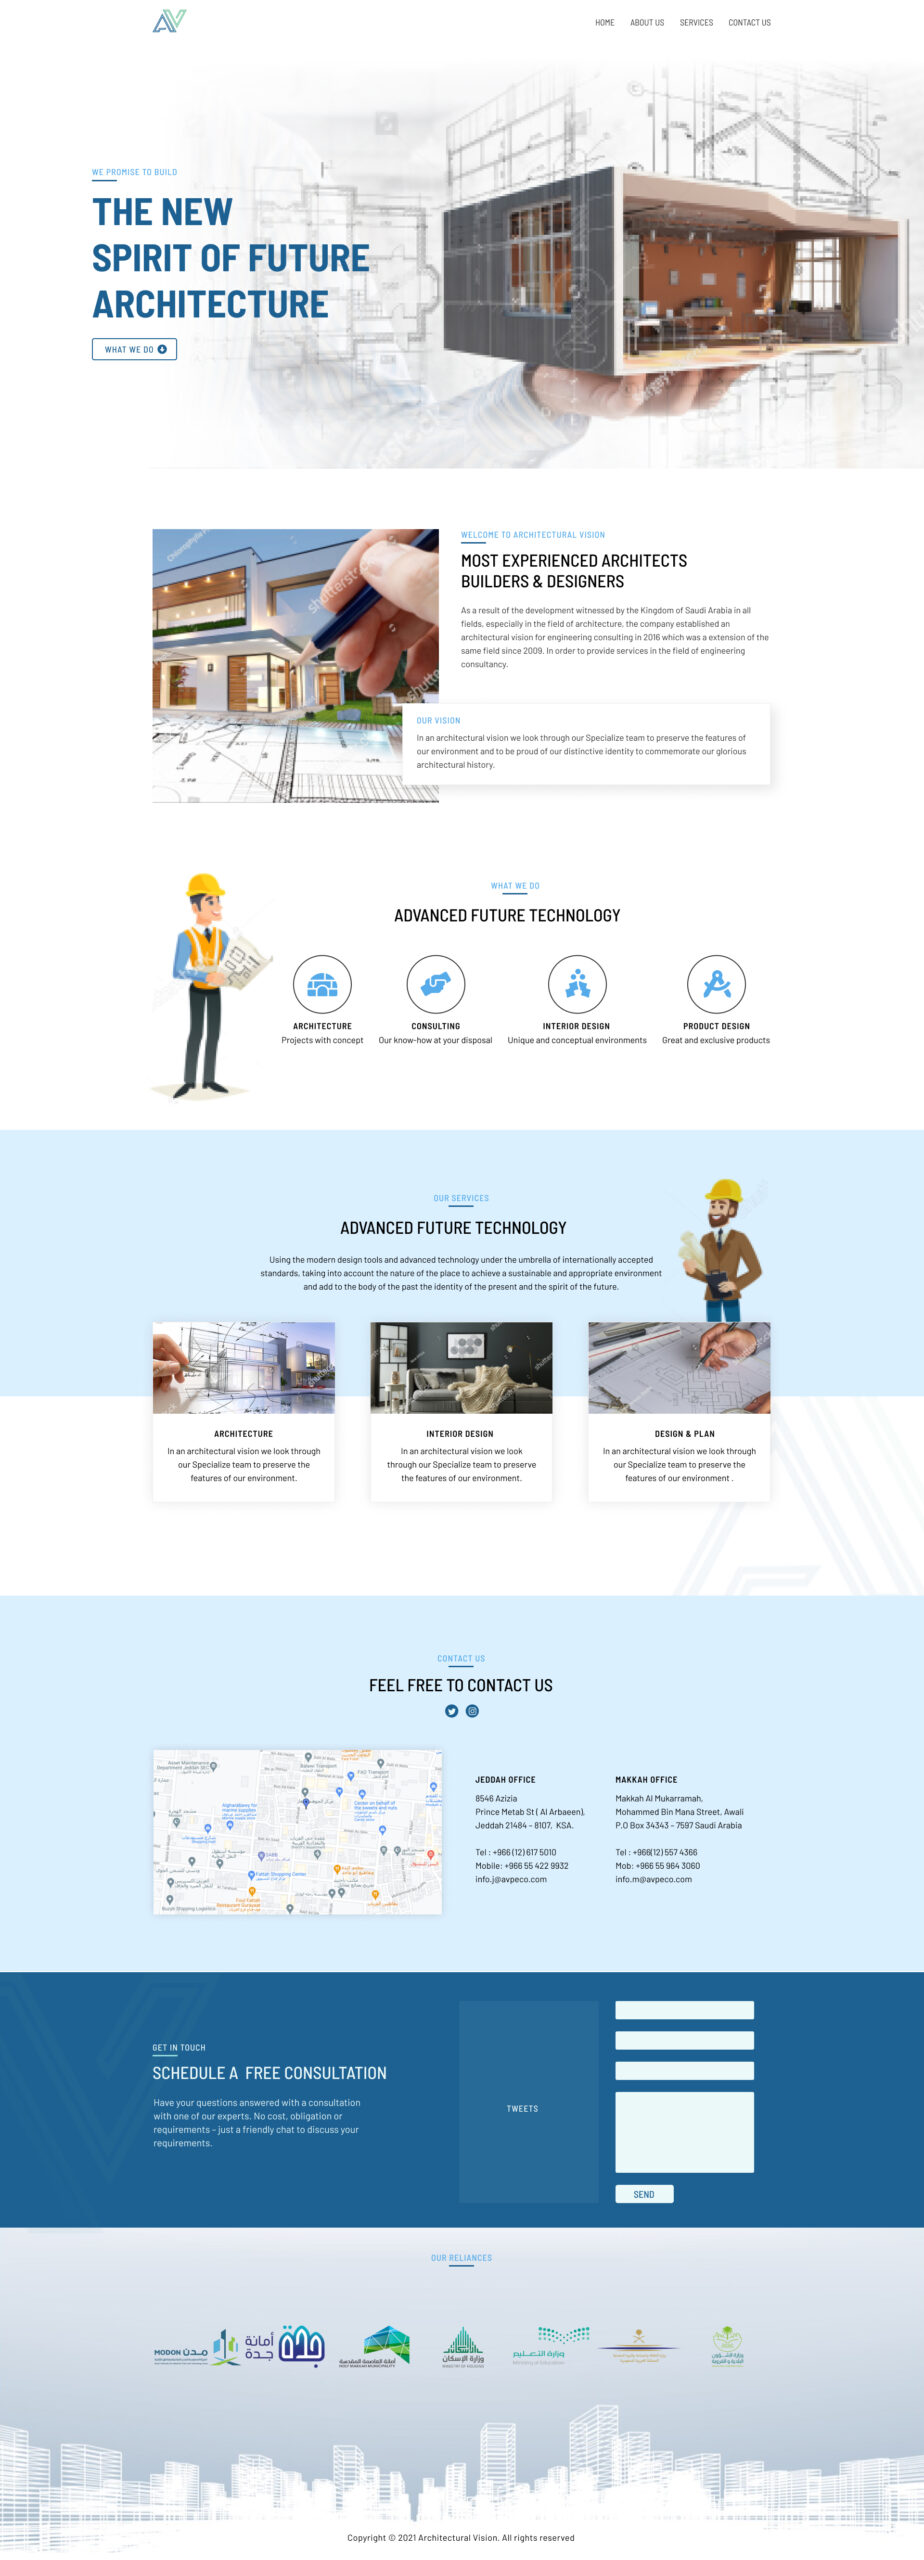 HOME ABOUT US SERVICES CONTACT US
WE PROMISE TO BUILD
THE NEW
SPIRIT OF FUTURE
ARCHITECTURE
WHAT WE DO
WELCOME TO ARCHITECTURAL VISION
MOST EXPERIENCED ARCHITECTS
BUILDERS & DESIGNERS
As a result of the development witnessed by the Kingdom of Saudi Arabia in all
fields, especially in the field of architecture, the company established an
architectural vision for engineering consulting in 2016 which was a extension of the
same field since 2009. In order to provide services in the field of engineering
consultancy.
OUR VISION
In an architectural vision we look through our Specialize team to preserve the features of
our environment and to be proud of our distinctive identity to commemorate our glorious
architectural history.
WHAT WE DO
ADVANCED FUTURE TECHNOLOGY
ARCHITECTURE
Projects with concept
CONSULTING
Our know-how at your disposal
INTERIOR DESIGN
Unique and conceptual environments
PRODUCT DESIGN
Great and exclusive products
OUR SERVICES
ADVANCED FUTURE TECHNOLOGY
Using the modern design tools and advanced technology under the umbrella of internationally accepted
standards, taking into account the nature of the place to achieve a sustainable and appropriate environment
and add to the body of the past the identity of the present and the spirit of the future.
ARCHITECTURE
In an architectural vision we look through
our Specialize team to preserve the
features of our environment.
INTERIOR DESIGN
In an architectural vision we look
through our Specialize team to preserve
the features of our environment.
DESIGN & PLAN
In an architectural vision we look through
our Specialize team to preserve the
features of our environment .
CONTACT US
FEEL FREE TO CONTACT US
JEDDAH OFFICE
8546 Azizia
Prince Metab St ( Al Arbaeen),
Jeddah 21484 – 8107, KSA.
Tel : +966 (12) 617 5010
Mobile: +966 55 422 9932
info.j@avpeco.com
MAKKAH OFFICE
Makkah Al Mukarramah,
Mohammed Bin Mana Street, Awali
P.O Box 34343 – 7597 Saudi Arabia
Tel : +966(12) 557 4366
Mob: +966 55 964 3060
info.m@avpeco.com
GET IN TOUCH
SCHEDULE A FREE CONSULTATION
Have your questions answered with a consultation
with one of our experts. No cost, obligation or
requirements – just a friendly chat to discuss your
requirements.
TWEETS
SEND
OUR RELIANCES
MODON مدن
أمانة
جدة
أمانة العاصمة المقدسة
HOLY MAKKAH MUNICIPALITY
وزارة الإسكان
MINISTRY OF HOUSING
وزارة التعليم
Ministry of Education
Copyright © 2021 Architectural Vision. All rights reserved